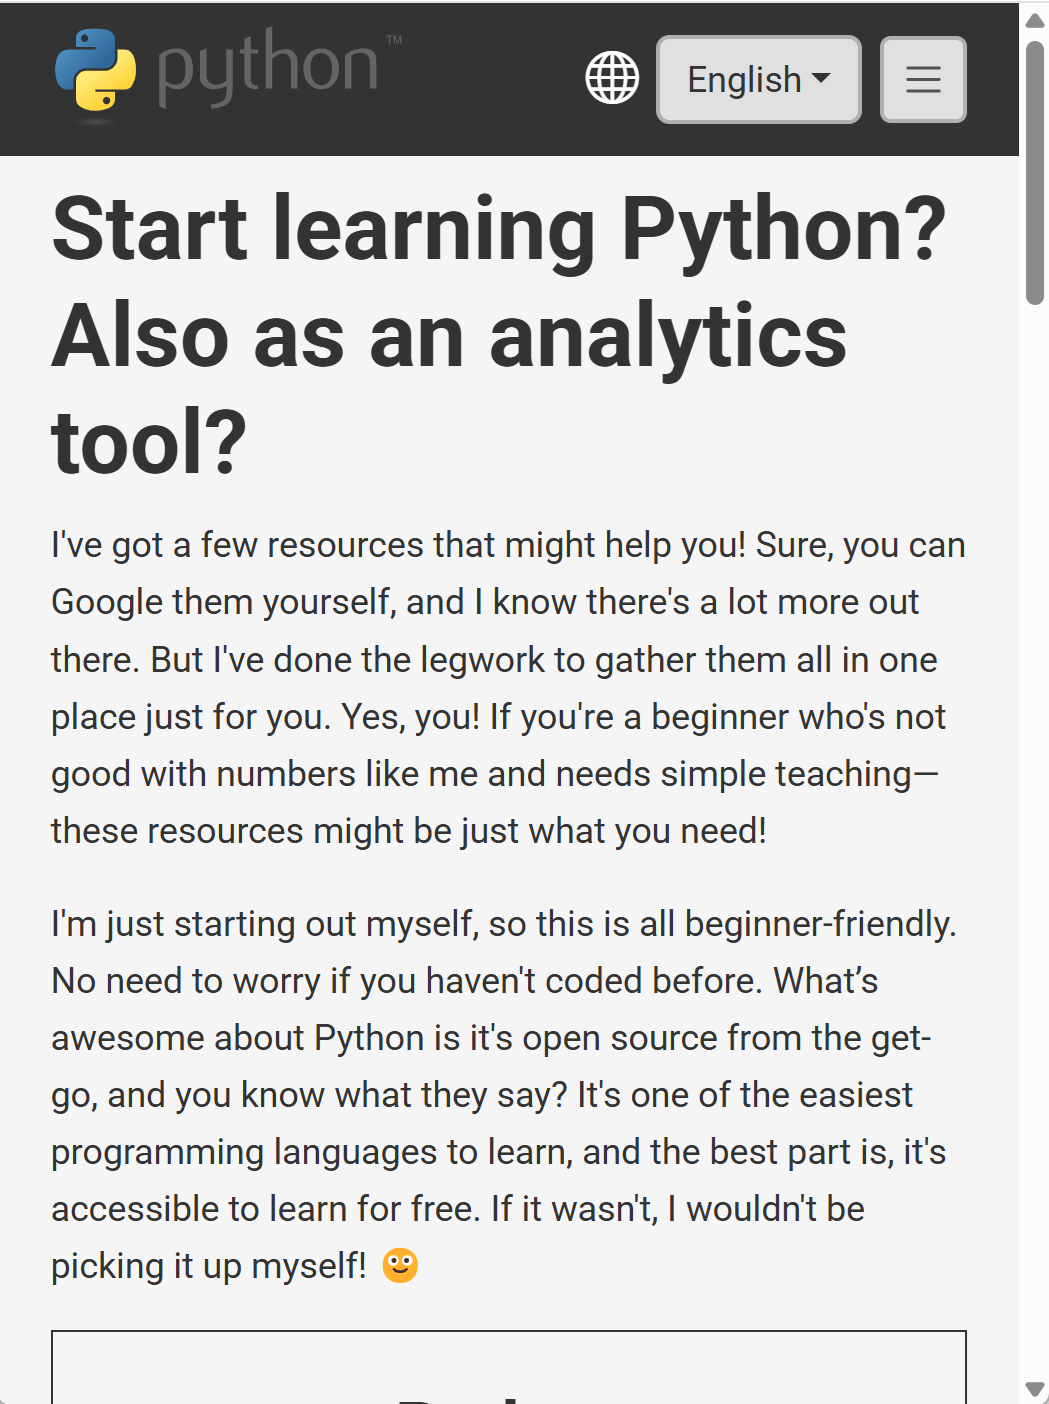 python ™
English
Start learning Python?
Also as an analytics
tool?
I've got a few resources that might help you! Sure, you can
Google them yourself, and I know there's a lot more out
there. But I've done the legwork to gather them all in one
place just for you. Yes, you! If you're a beginner who's not
good with numbers like me and needs simple teaching—
these resources might be just what you need!
I'm just starting out myself, so this is all beginner-friendly.
No need to worry if you haven't coded before. What’s
awesome about Python is it's open source from the get-
go, and you know what they say? It's one of the easiest
programming languages to learn, and the best part is, it's
accessible to learn for free. If it wasn't, I wouldn't be
picking it up myself!